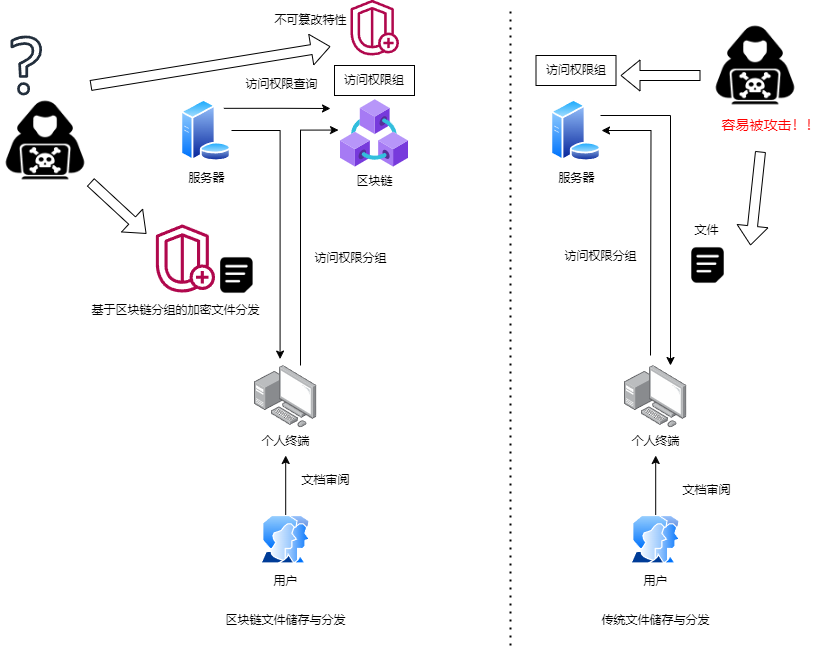 不可篡改特性
访问权限查询
访问权限组
服务器
区块链
访问权限分组
基于区块链分组的加密文件分发
个人终端
文档审阅
用户
区块链文件储存与分发
访问权限组
容易被攻击！！
服务器
文件
访问权限分组
个人终端
文档审阅
用户
传统文件储存与分发